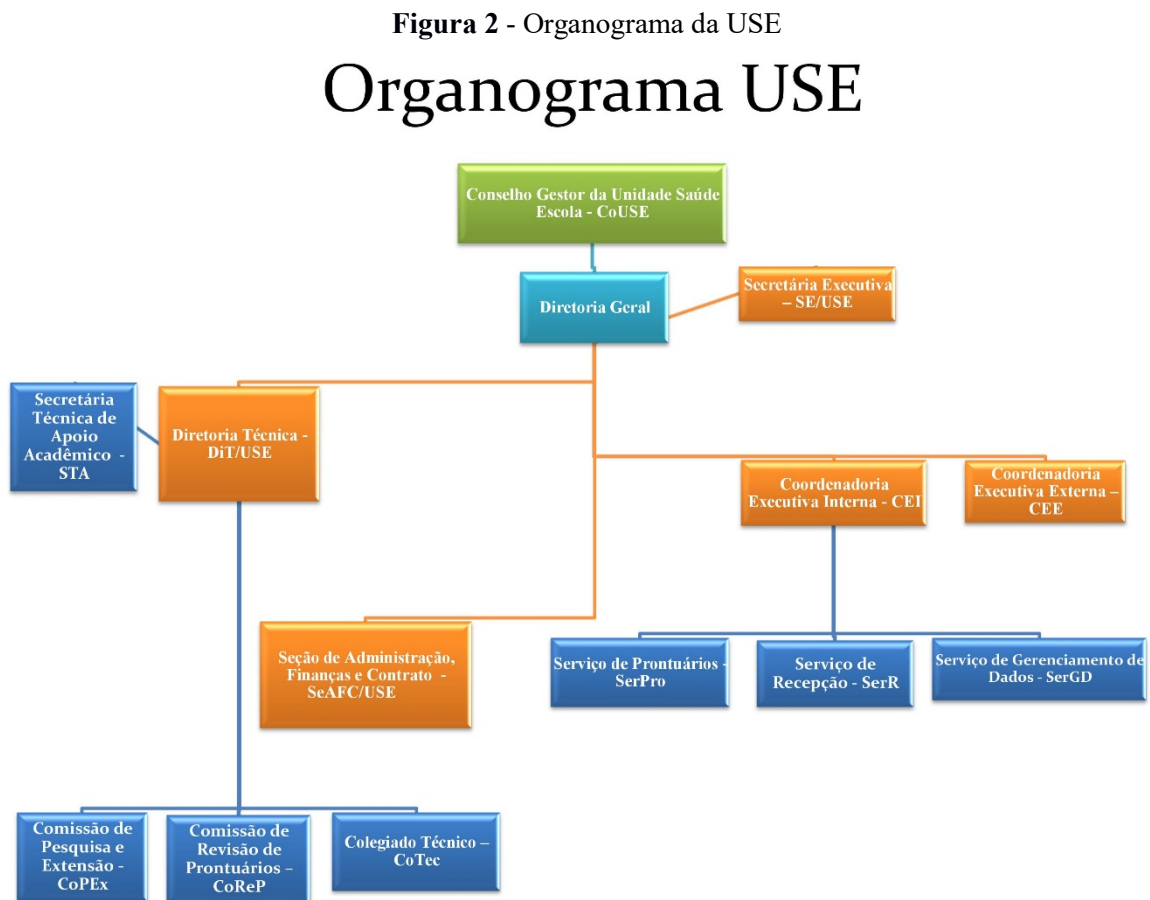 Figura 2 - Organograma da USE
Organograma USE
Conselho Gestor da Unidade Saúde
Escola - CoUSE
Diretoria Geral
Secretária Executiva
– SE/USE
Secretária
Técnica de
Apoio
Acadêmico -
STA
Diretoria Técnica -
DiT/USE
Coordenadoria
Executiva Interna - CEI
Coordenadoria
Executiva Externa –
CEE
Seção de Administração,
Finanças e Contrato -
SeAFC/USE
Serviço de Prontuários -
SerPro
Serviço de
Recepção - SerR
Serviço de Gerenciamento de
Dados - SerGD
Comissão de
Pesquisa e
Extensão -
CoPEx
Comissão de
Revisão de
Prontuários –
CoReP
Colegiado Técnico –
CoTec